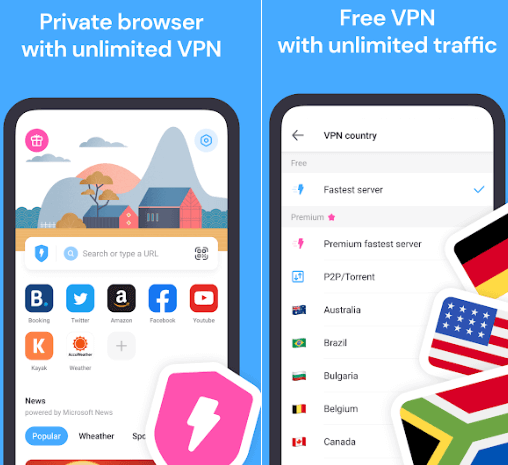 Private browser
with unlimited VPN
Search or type a URL
B.
a
Booking
Twitter
Amazon
Facebook
Youtube
K
AccuWeather
Kayak
Weather
News
powered by Microsoft News
Popular
Wheather
Spo
Free VPN
with unlimited traffic
VPN country
Free
Fastest server
Premium
Premium fastest server
P2P/Torrent
Australia
Brazil
Bulgaria
Belgium
Canada